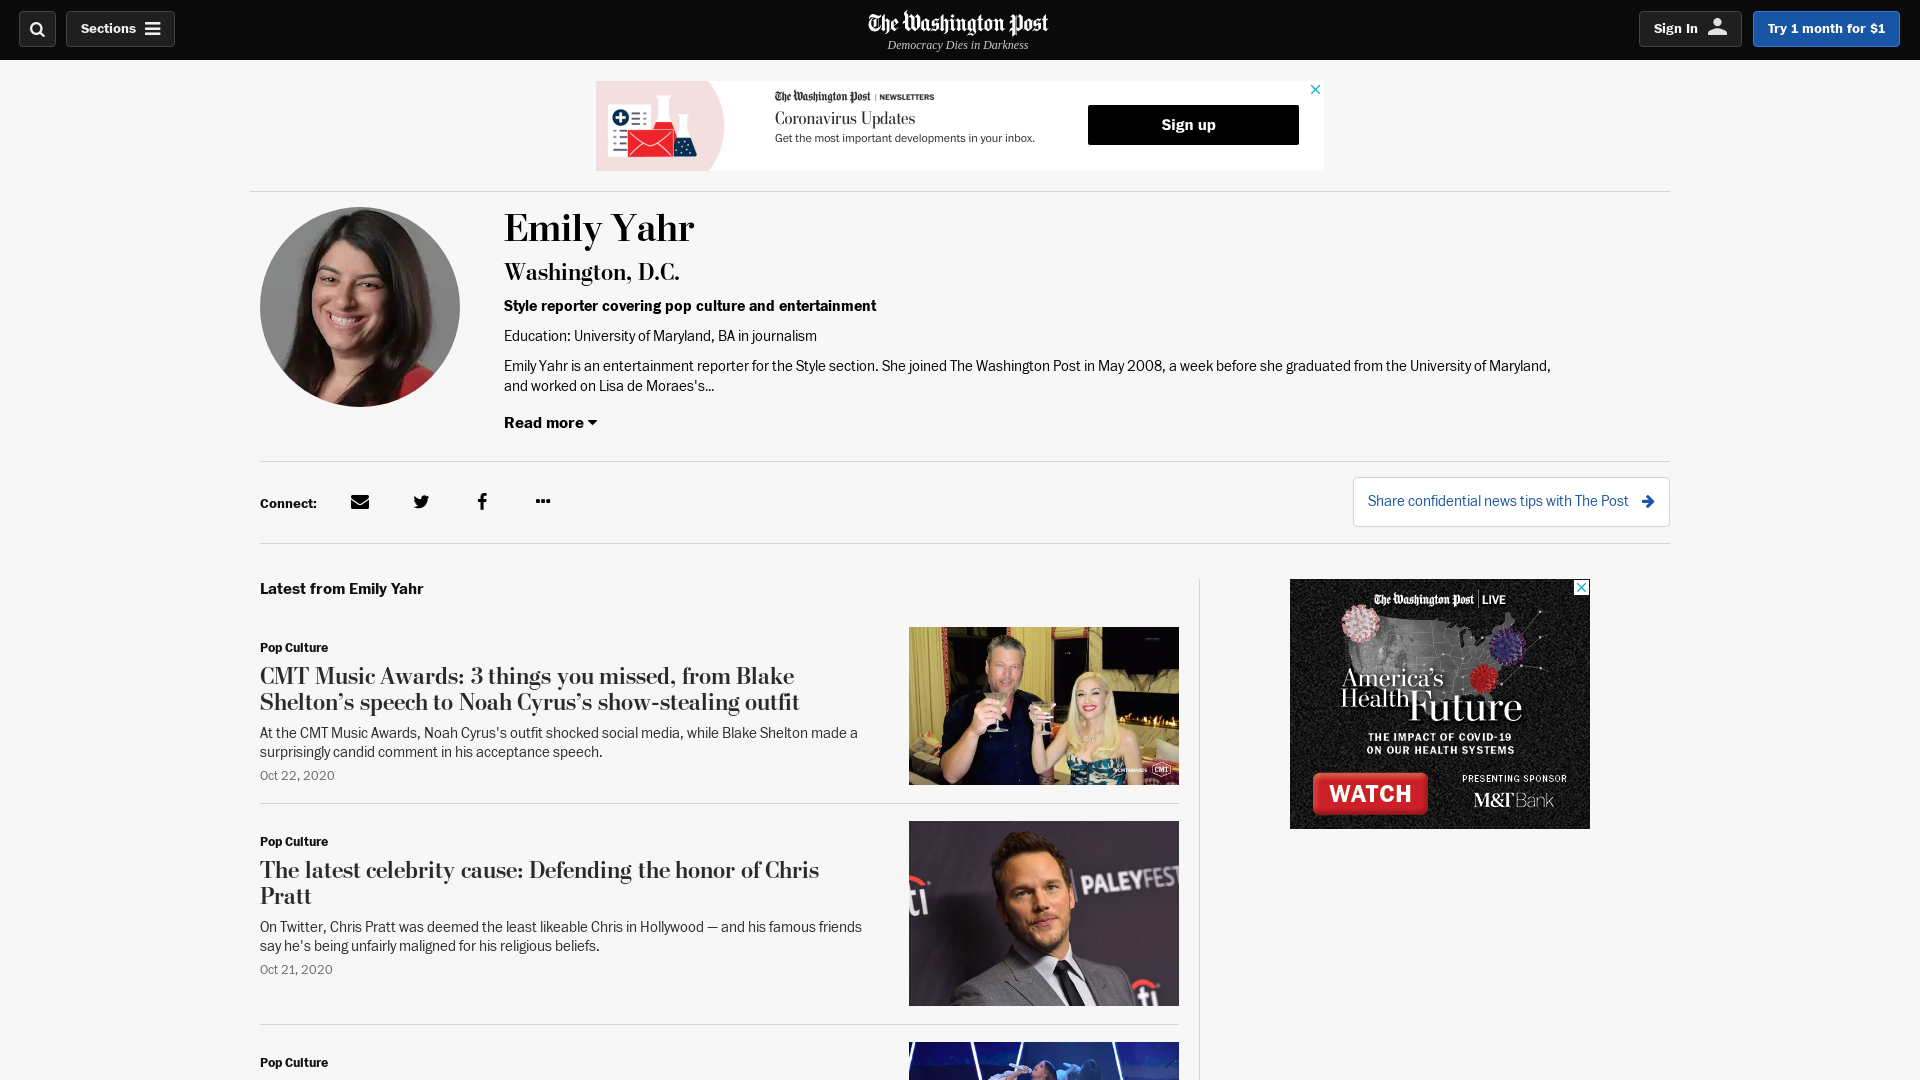 Sections
The Washington Post
Democracy Dies in Darkness
Sign In
Try 1 month for $1
The Washington Post | NEWSLETTERS
Coronavirus Updates
Get the most important developments in your inbox.
Sign up
Emily Yahr
Washington, D.C.
Style reporter covering pop culture and entertainment
Education: University of Maryland, BA in journalism
Emily Yahr is an entertainment reporter for the Style section. She joined The Washington Post in May 2008, a week before she graduated from the University of Maryland,
and worked on Lisa de Moraes's...
Read more
Connect:
Share confidential news tips with The Post
Latest from Emily Yahr
Pop Culture
CMT Music Awards: 3 things you missed, from Blake
Shelton’s speech to Noah Cyrus’s show-stealing outfit
At the CMT Music Awards, Noah Cyrus's outfit shocked social media, while Blake Shelton made a
surprisingly candid comment in his acceptance speech.
Oct 22, 2020
CMT
Pop Culture
The latest celebrity cause: Defending the honor of Chris
Pratt
On Twitter, Chris Pratt was deemed the least likeable Chris in Hollywood — and his famous friends
say he's being unfairly maligned for his religious beliefs.
Oct 21, 2020
PALEYFEST
citi
Pop Culture
The Washington Post | LIVE
America’s
Health Future
THE IMPACT OF COVID-19
ON OUR HEALTH SYSTEMS
WATCH
PRESENTING SPONSOR
M&T Bank